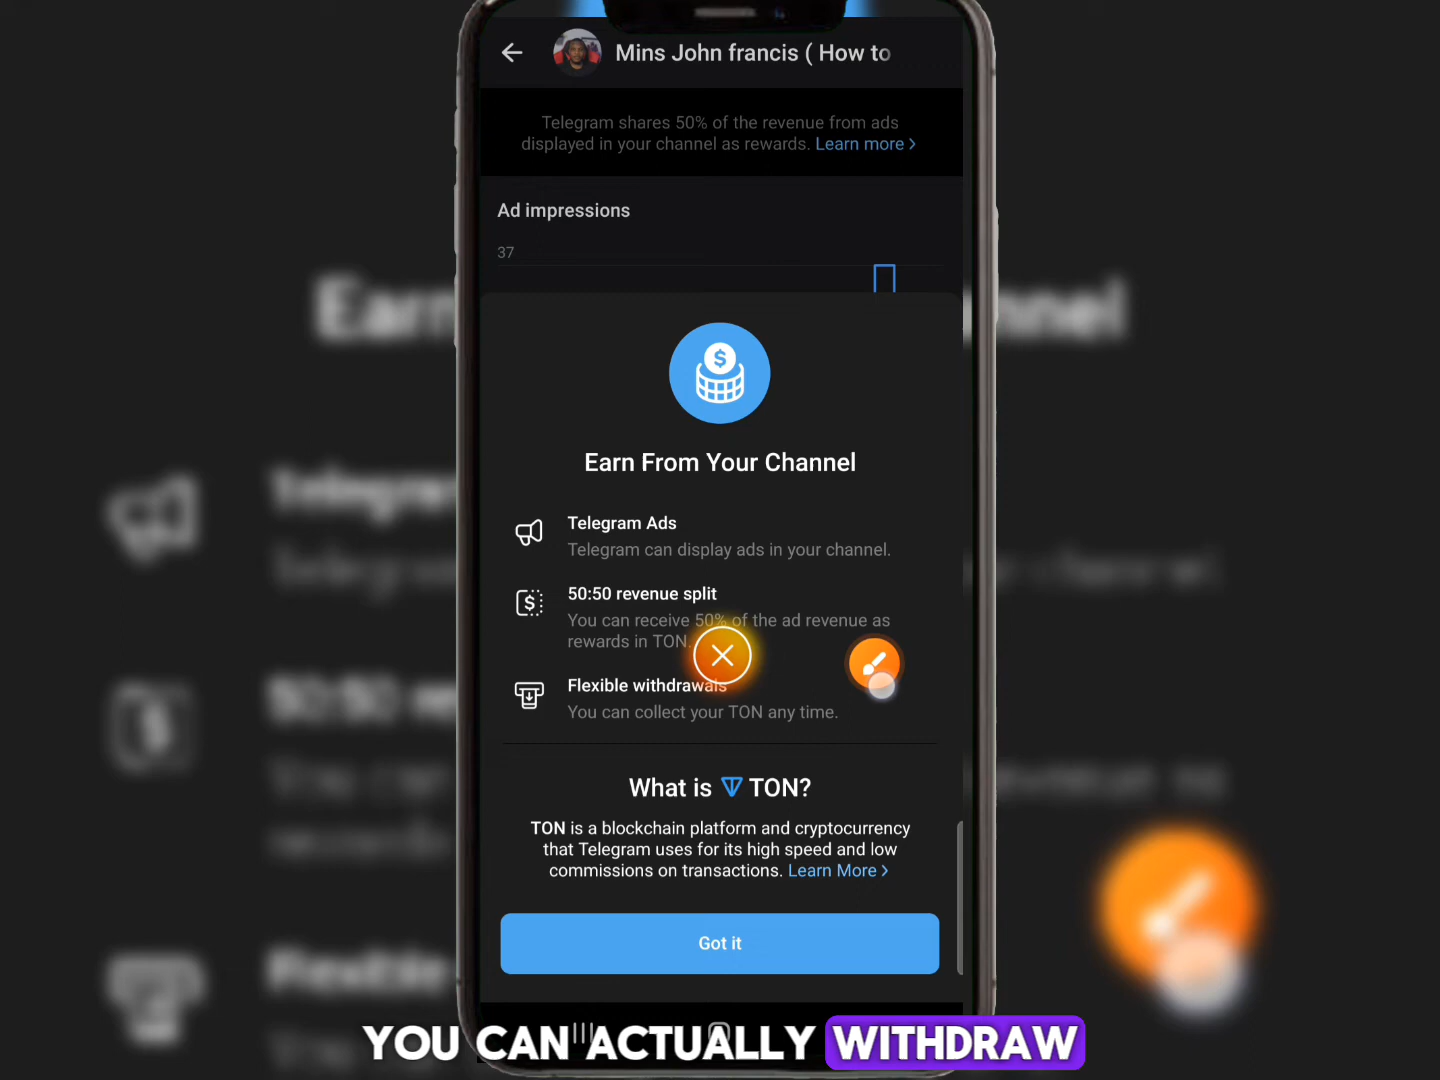 Mins John francis ( How to
Telegram shares 50% of the revenue from ads
displayed in your channel as rewards. Learn more >
Ad impressions
37
Earn From Your Channel
Telegram Ads
Telegram can display ads in your channel.
50:50 revenue split
You can receive 50% of the ad revenue as
rewards in TON.
Flexible withdrawals
You can collect your TON any time.
What is TON?
TON is a blockchain platform and cryptocurrency
that Telegram uses for its high speed and low
commissions on transactions. Learn More >
Got it
YOU CAN ACTUALLY WITHDRAW